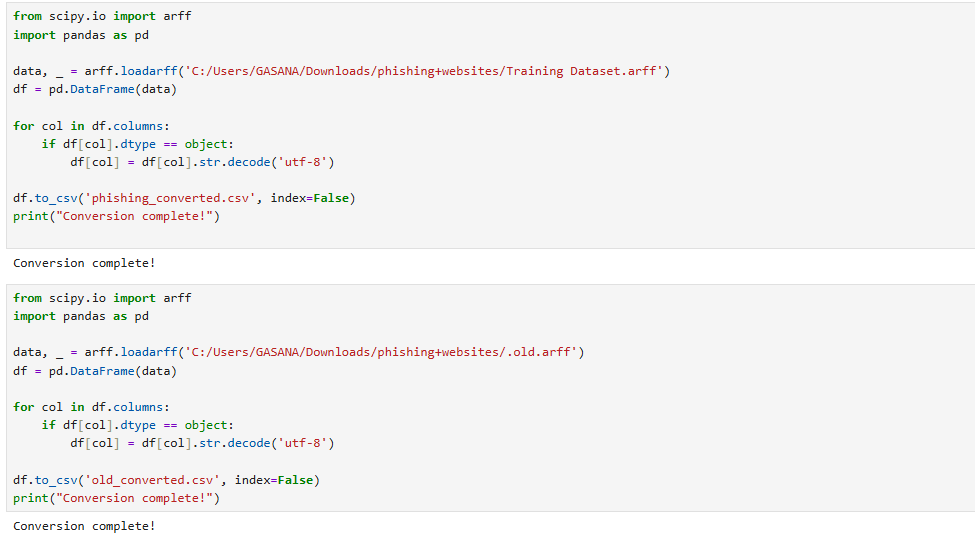 from scipy.io import arff
import pandas as pd
data, _ = arff.loadarff('C:/Users/GASANA/Downloads/phishing+websites/Training Dataset.arff')
df = pd.DataFrame(data)
for col in df.columns:
    if df[col].dtype == object:
        df[col] = df[col].str.decode('utf-8')
df.to_csv('phishing_converted.csv', index=False)
print("Conversion complete!")
Conversion complete!
from scipy.io import arff
import pandas as pd
data, _ = arff.loadarff('C:/Users/GASANA/Downloads/phishing+websites/.old.arff')
df = pd.DataFrame(data)
for col in df.columns:
    if df[col].dtype == object:
        df[col] = df[col].str.decode('utf-8')
df.to_csv('old_converted.csv', index=False)
print("Conversion complete!")
Conversion complete!